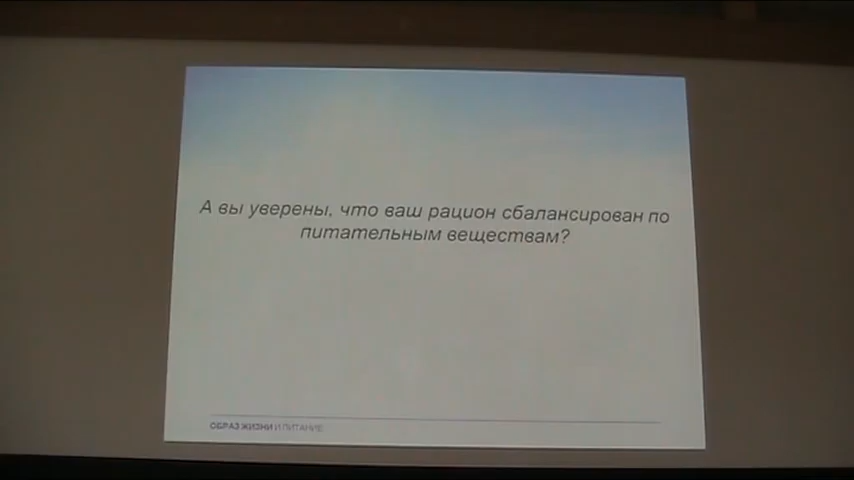 А вы уверены, что ваш рацион сбалансирован по
питательным веществам?
ОБРАЗ ЖИЗНИ И ПИТАНИЕ